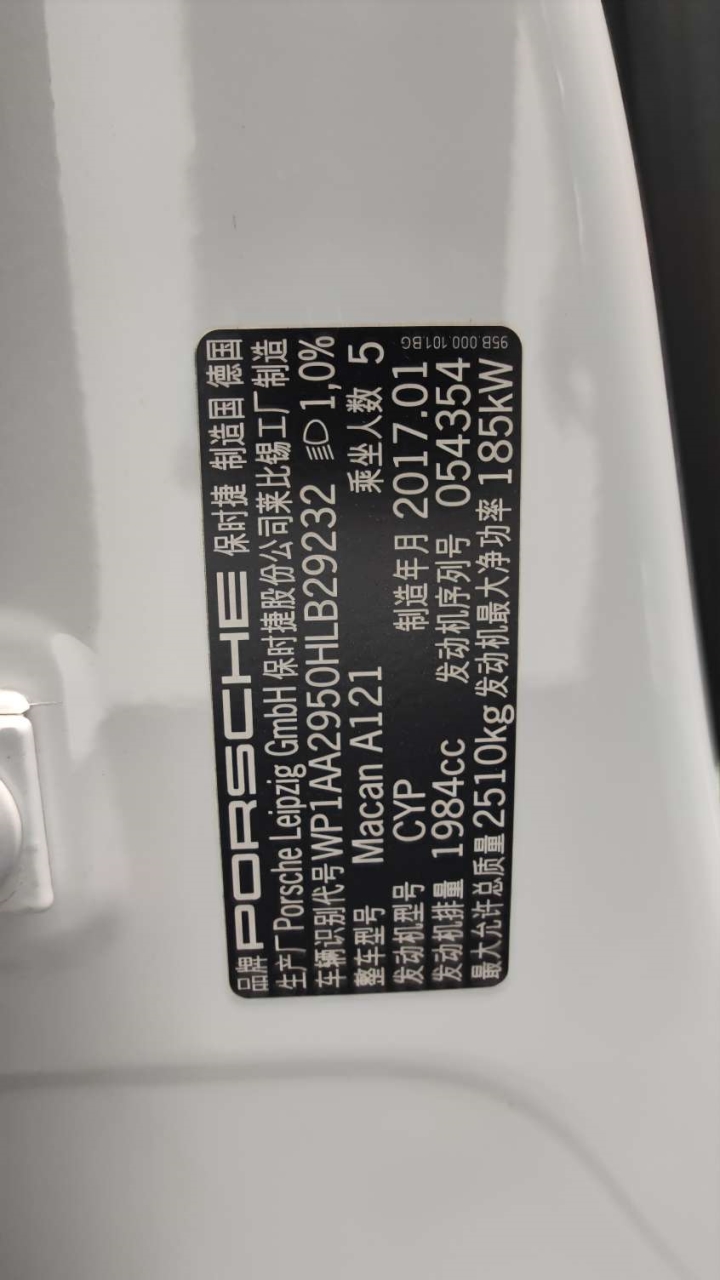 品牌 PORSCHE 保时捷 制造国 德国
生产厂 Porsche Leipzig GmbH 保时捷股份公司莱比锡工厂制造
车辆识别代号 WP1AA2950HLB29232 1,0%
整车型号 Macan A121 乘坐人数 5
发动机型号 CYP 制造年月 2017.01
发动机排量 1984cc 发动机序列号 054354
最大允许总质量 2510kg 发动机最大净功率 185kW
95B.000.101BG